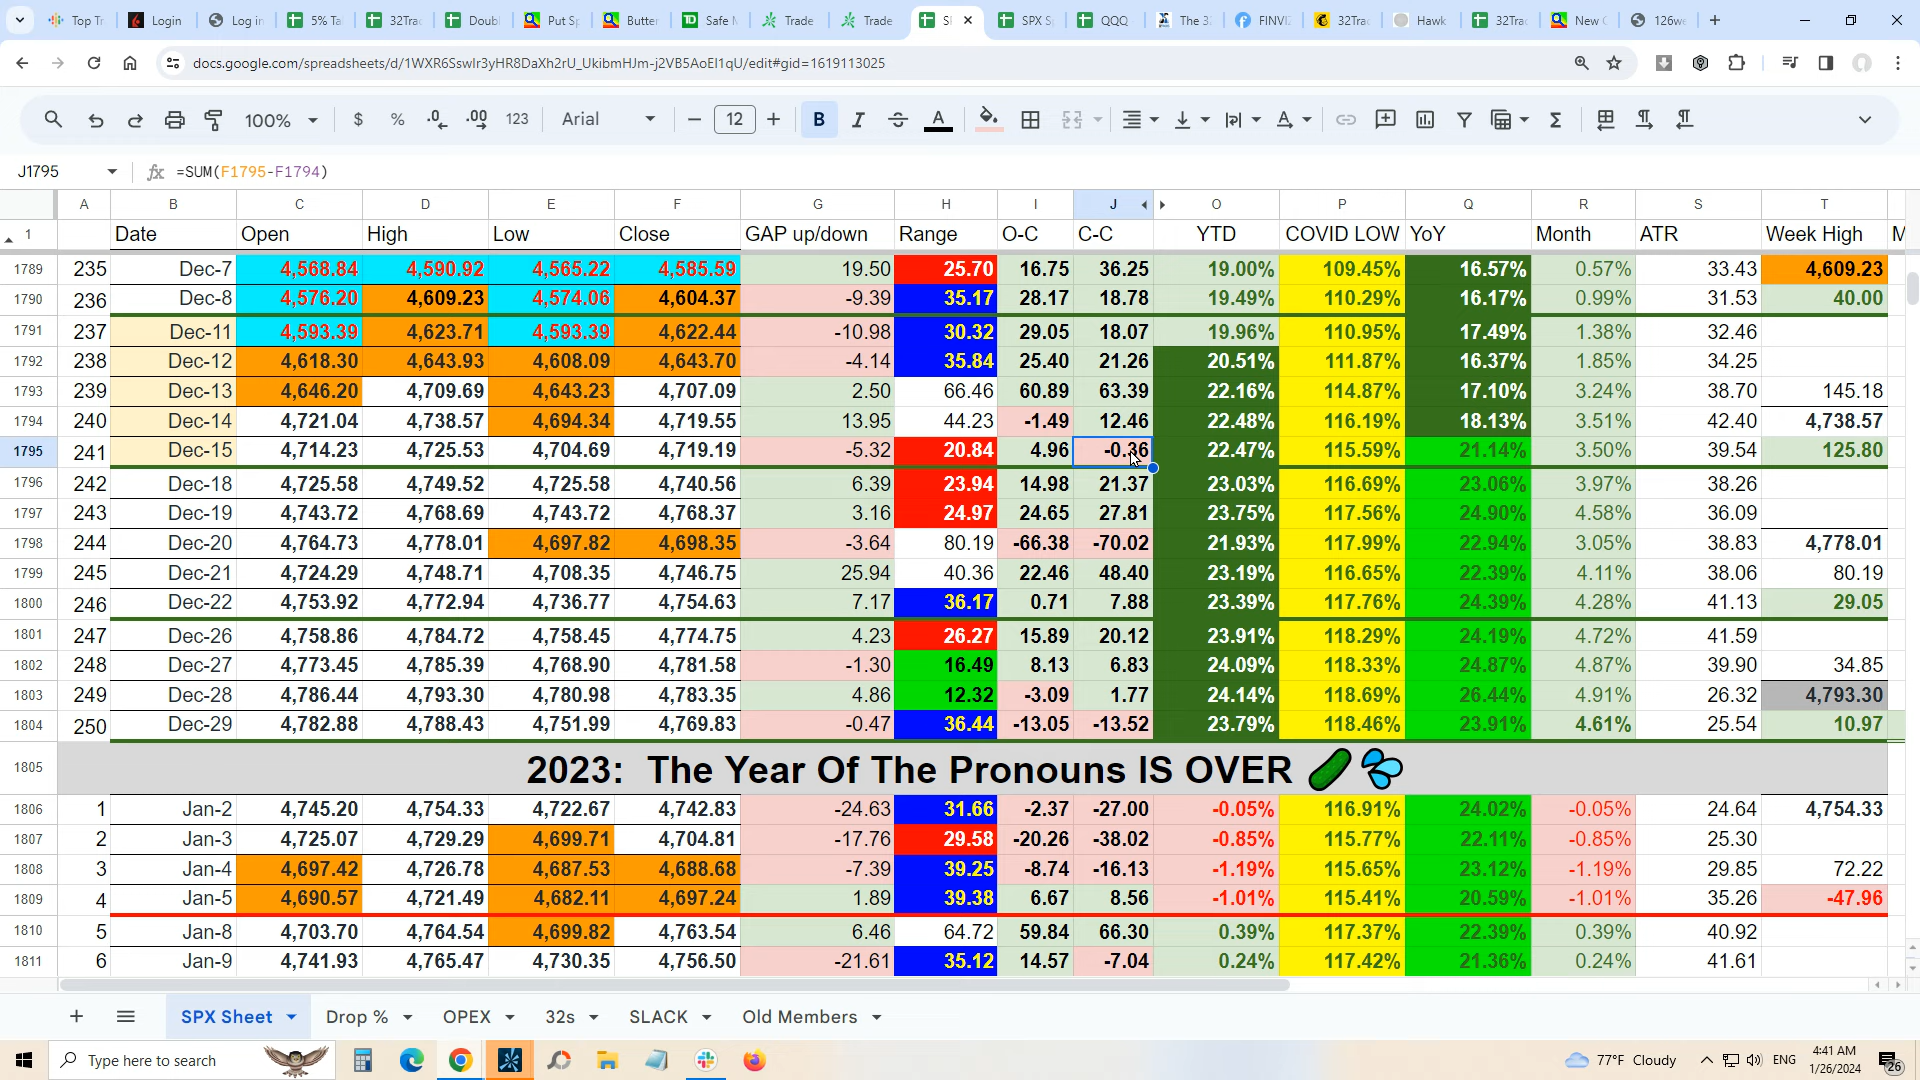 Top Tr Login Log in 5% Ta 32Trac Doubl Put Sp Butter Safe M Trade Trade SPX Sp QQQ The 32 FINVIZ 32Trac Hawk 32Trac New C 126we
docs.google.com/spreadsheets/d/1WXR6SswIr3yHR8DaXh2rU_UkibmHJm-j2VB5AoEI1qU/edit#gid=1619113025
100% $ % .0 .00 123 Arial 12 B I A
J1795 fx =SUM(F1795-F1794)
A B C D E F G H I J O P Q R S T
1 Date Open High Low Close GAP up/down Range O-C C-C YTD COVID LOW YoY Month ATR Week High M
1789 235 Dec-7 4,568.84 4,590.92 4,565.22 4,585.59 19.50 25.70 16.75 36.25 19.00% 109.45% 16.57% 0.57% 33.43 4,609.23
1790 236 Dec-8 4,576.20 4,609.23 4,574.06 4,604.37 -9.39 35.17 28.17 18.78 19.49% 110.29% 16.17% 0.99% 31.53 40.00
1791 237 Dec-11 4,593.39 4,623.71 4,593.39 4,622.44 -10.98 30.32 29.05 18.07 19.96% 110.95% 17.49% 1.38% 32.46
1792 238 Dec-12 4,618.30 4,643.93 4,608.09 4,643.70 -4.14 35.84 25.40 21.26 20.51% 111.87% 16.37% 1.85% 34.25
1793 239 Dec-13 4,646.20 4,709.69 4,643.23 4,707.09 2.50 66.46 60.89 63.39 22.16% 114.87% 17.10% 3.24% 38.70 145.18
1794 240 Dec-14 4,721.04 4,738.57 4,694.34 4,719.55 13.95 44.23 -1.49 12.46 22.48% 116.19% 18.13% 3.51% 42.40 4,738.57
1795 241 Dec-15 4,714.23 4,725.53 4,704.69 4,719.19 -5.32 20.84 4.96 -0.36 22.47% 115.59% 21.14% 3.50% 39.54 125.80
1796 242 Dec-18 4,725.58 4,749.52 4,725.58 4,740.56 6.39 23.94 14.98 21.37 23.03% 116.69% 23.06% 3.97% 38.26
1797 243 Dec-19 4,743.72 4,768.69 4,743.72 4,768.37 3.16 24.97 24.65 27.81 23.75% 117.56% 24.90% 4.58% 36.09
1798 244 Dec-20 4,764.73 4,778.01 4,697.82 4,698.35 -3.64 80.19 -66.38 -70.02 21.93% 117.99% 22.94% 3.05% 38.83 4,778.01
1799 245 Dec-21 4,724.29 4,748.71 4,708.35 4,746.75 25.94 40.36 22.46 48.40 23.19% 116.65% 22.39% 4.11% 38.06 80.19
1800 246 Dec-22 4,753.92 4,772.94 4,736.77 4,754.63 7.17 36.17 0.71 7.88 23.39% 117.76% 24.39% 4.28% 41.13 29.05
1801 247 Dec-26 4,758.86 4,784.72 4,758.45 4,774.75 4.23 26.27 15.89 20.12 23.91% 118.29% 24.19% 4.72% 41.59
1802 248 Dec-27 4,773.45 4,785.39 4,768.90 4,781.58 -1.30 16.49 8.13 6.83 24.09% 118.33% 24.87% 4.87% 39.90 34.85
1803 249 Dec-28 4,786.44 4,793.30 4,780.98 4,783.35 4.86 12.32 -3.09 1.77 24.14% 118.69% 26.44% 4.91% 26.32 4,793.30
1804 250 Dec-29 4,782.88 4,788.43 4,751.99 4,769.83 -0.47 36.44 -13.05 -13.52 23.79% 118.46% 23.91% 4.61% 25.54 10.97
1805 2023: The Year Of The Pronouns IS OVER 🥒💦
1806 1 Jan-2 4,745.20 4,754.33 4,722.67 4,742.83 -24.63 31.66 -2.37 -27.00 -0.05% 116.91% 24.02% -0.05% 24.64 4,754.33
1807 2 Jan-3 4,725.07 4,729.29 4,699.71 4,704.81 -17.76 29.58 -20.26 -38.02 -0.85% 115.77% 22.11% -0.85% 25.30
1808 3 Jan-4 4,697.42 4,726.78 4,687.53 4,688.68 -7.39 39.25 -8.74 -16.13 -1.19% 115.65% 23.12% -1.19% 29.85 72.22
1809 4 Jan-5 4,690.57 4,721.49 4,682.11 4,697.24 1.89 39.38 6.67 8.56 -1.01% 115.41% 20.59% -1.01% 35.26 -47.96
1810 5 Jan-8 4,703.70 4,764.54 4,699.82 4,763.54 6.46 64.72 59.84 66.30 0.39% 117.37% 22.39% 0.39% 40.92
1811 6 Jan-9 4,741.93 4,765.47 4,730.35 4,756.50 -21.61 35.12 14.57 -7.04 0.24% 117.42% 21.36% 0.24% 41.61
SPX Sheet Drop % OPEX 32s SLACK Old Members
Type here to search 77°F Cloudy ENG 4:41 AM
1/26/2024 26